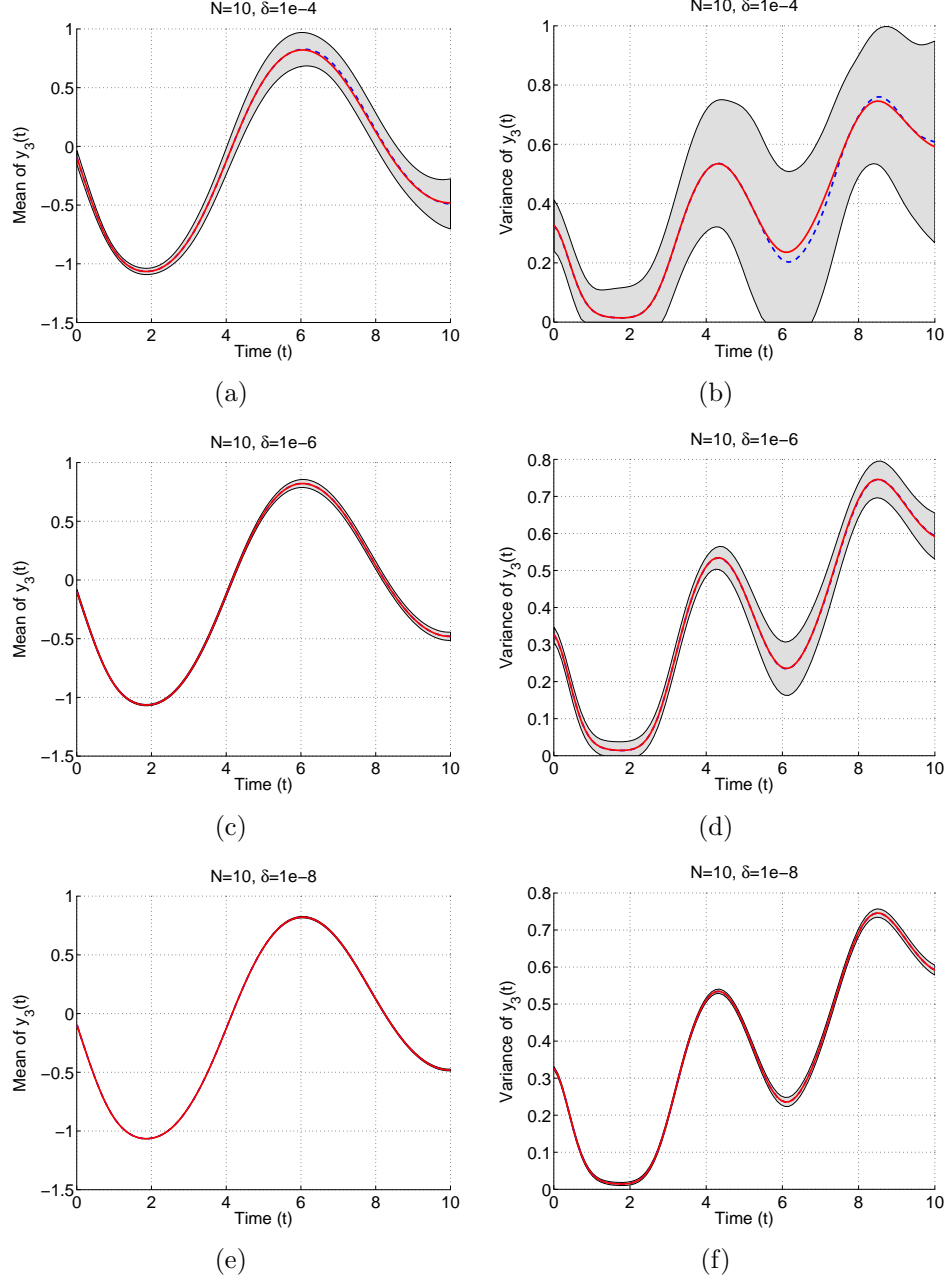 N=10, δ=1e−4
Mean of y_3(t)
1
0.5
0
−0.5
−1
−1.5
0 2 4 6 8 10
Time (t)
(a)
N=10, δ=1e−4
Variance of y_3(t)
1
0.8
0.6
0.4
0.2
0
0 2 4 6 8 10
Time (t)
(b)
N=10, δ=1e−6
Mean of y_3(t)
1
0.5
0
−0.5
−1
−1.5
0 2 4 6 8 10
Time (t)
(c)
N=10, δ=1e−6
Variance of y_3(t)
0.8
0.7
0.6
0.5
0.4
0.3
0.2
0.1
0
0 2 4 6 8 10
Time (t)
(d)
N=10, δ=1e−8
Mean of y_3(t)
1
0.5
0
−0.5
−1
−1.5
0 2 4 6 8 10
Time (t)
(e)
N=10, δ=1e−8
Variance of y_3(t)
0.8
0.7
0.6
0.5
0.4
0.3
0.2
0.1
0
0 2 4 6 8 10
Time (t)
(f)